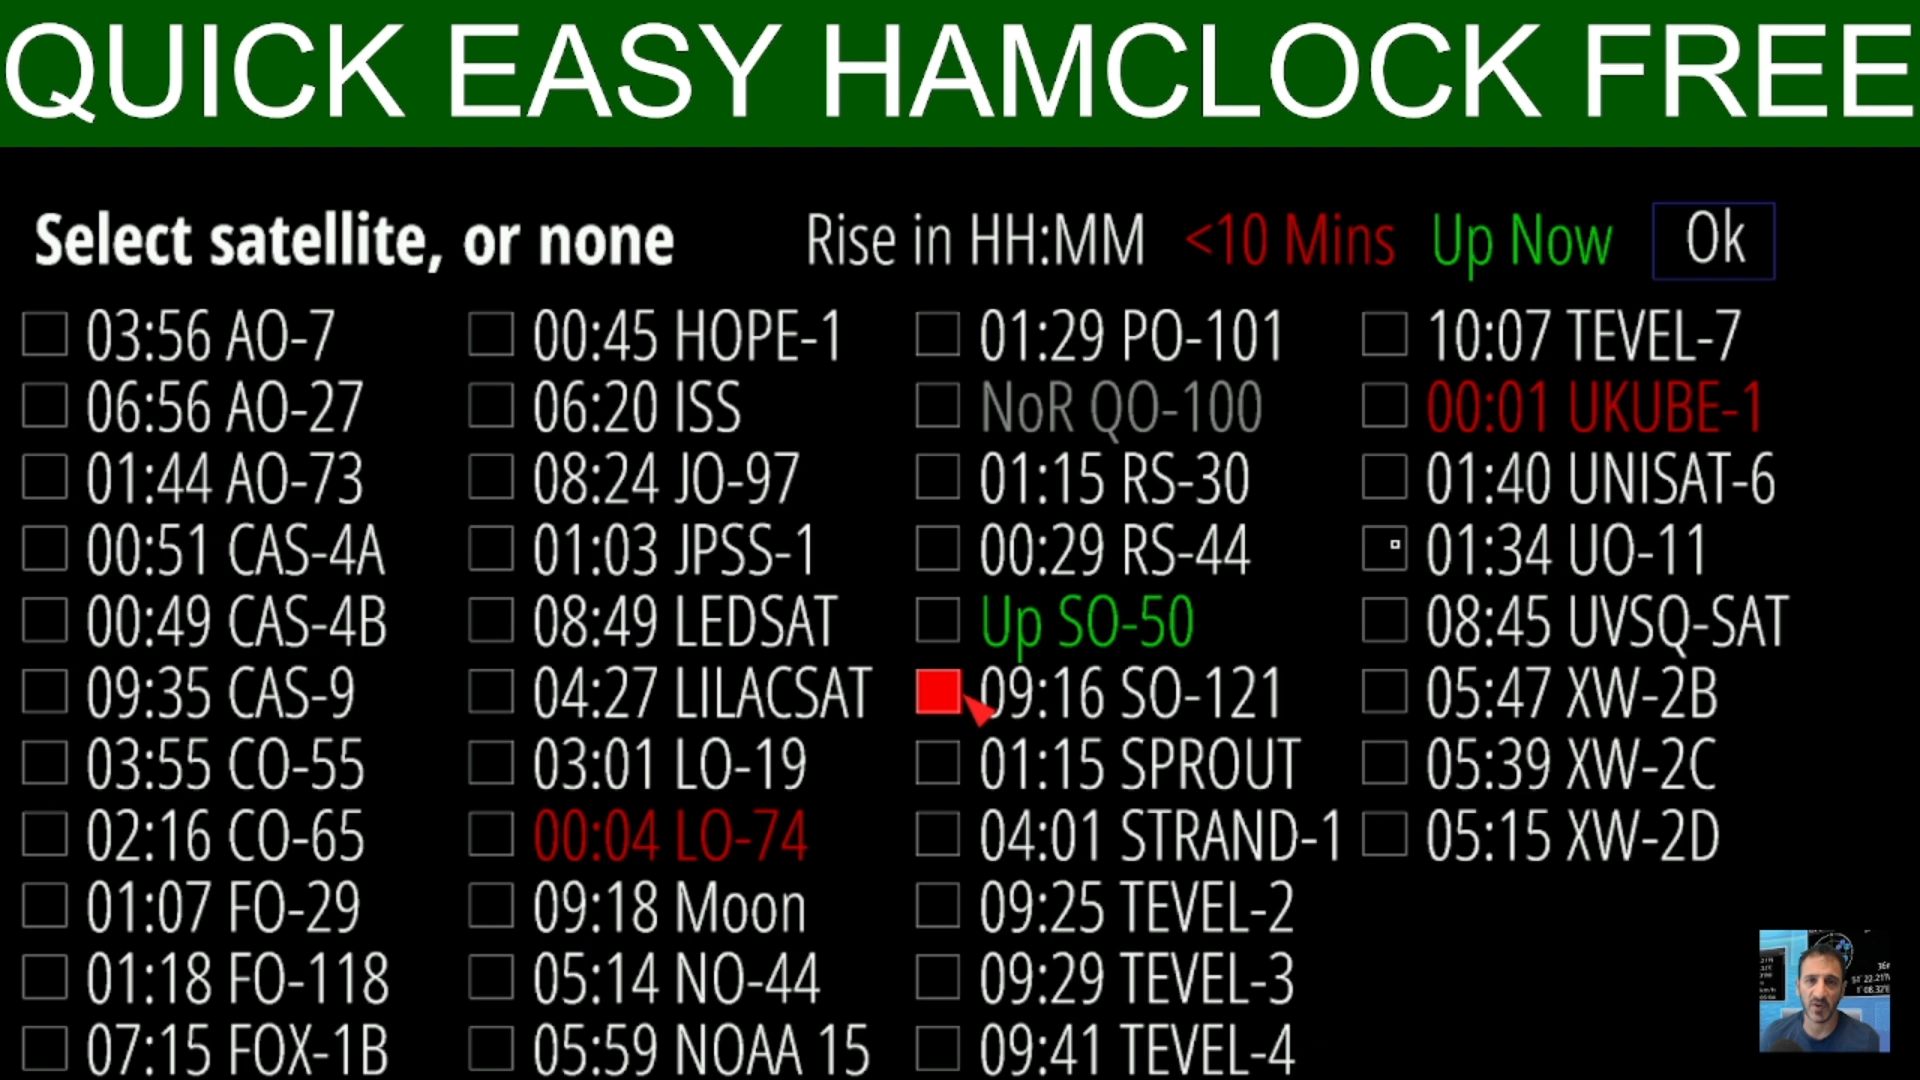 QUICK EASY HAMCLOCK FREE
Select satellite, or none
Rise in HH:MM <10 Mins Up Now Ok
03:56 AO-7
06:56 AO-27
01:44 AO-73
00:51 CAS-4A
00:49 CAS-4B
09:35 CAS-9
03:55 CO-55
02:16 CO-65
01:07 FO-29
01:18 FO-118
07:15 FOX-1B
00:45 HOPE-1
06:20 ISS
08:24 JO-97
01:03 JPSS-1
08:49 LEDSAT
04:27 LILACSAT
03:01 LO-19
00:04 LO-74
09:18 Moon
05:14 NO-44
05:59 NOAA 15
01:29 PO-101
NoR QO-100
01:15 RS-30
00:29 RS-44
Up SO-50
09:16 SO-121
01:15 SPROUT
04:01 STRAND-1
09:25 TEVEL-2
09:29 TEVEL-3
09:41 TEVEL-4
10:07 TEVEL-7
00:01 UKUBE-1
01:40 UNISAT-6
01:34 UO-11
08:45 UVSQ-SAT
05:47 XW-2B
05:39 XW-2C
05:15 XW-2D